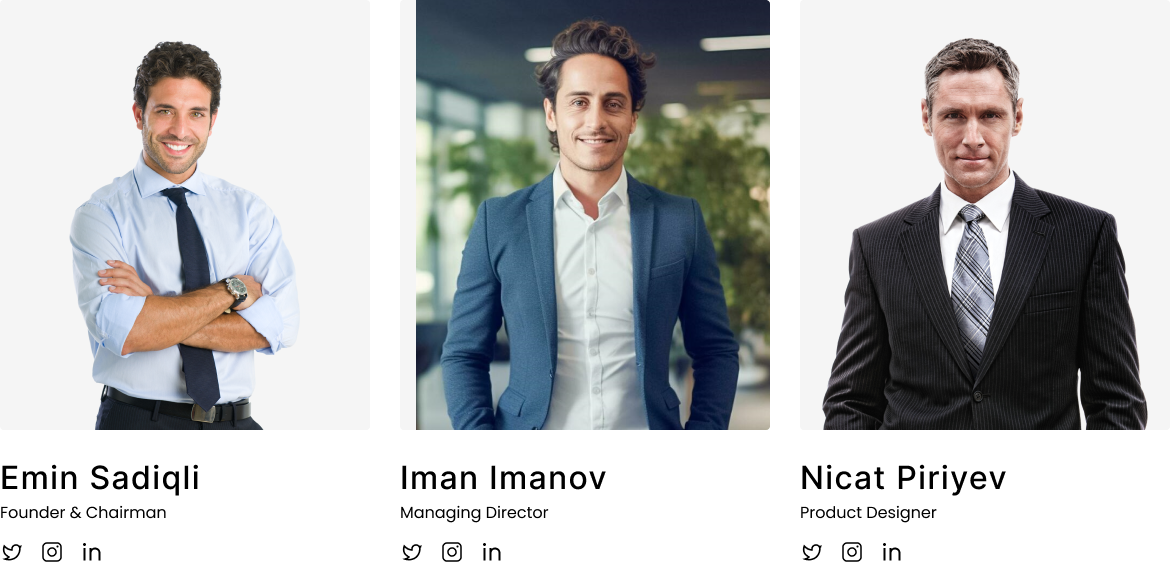 Emin Sadiqli
Founder & Chairman
in
Iman Imanov
Managing Director
in
Nicat Piriyev
Product Designer
in